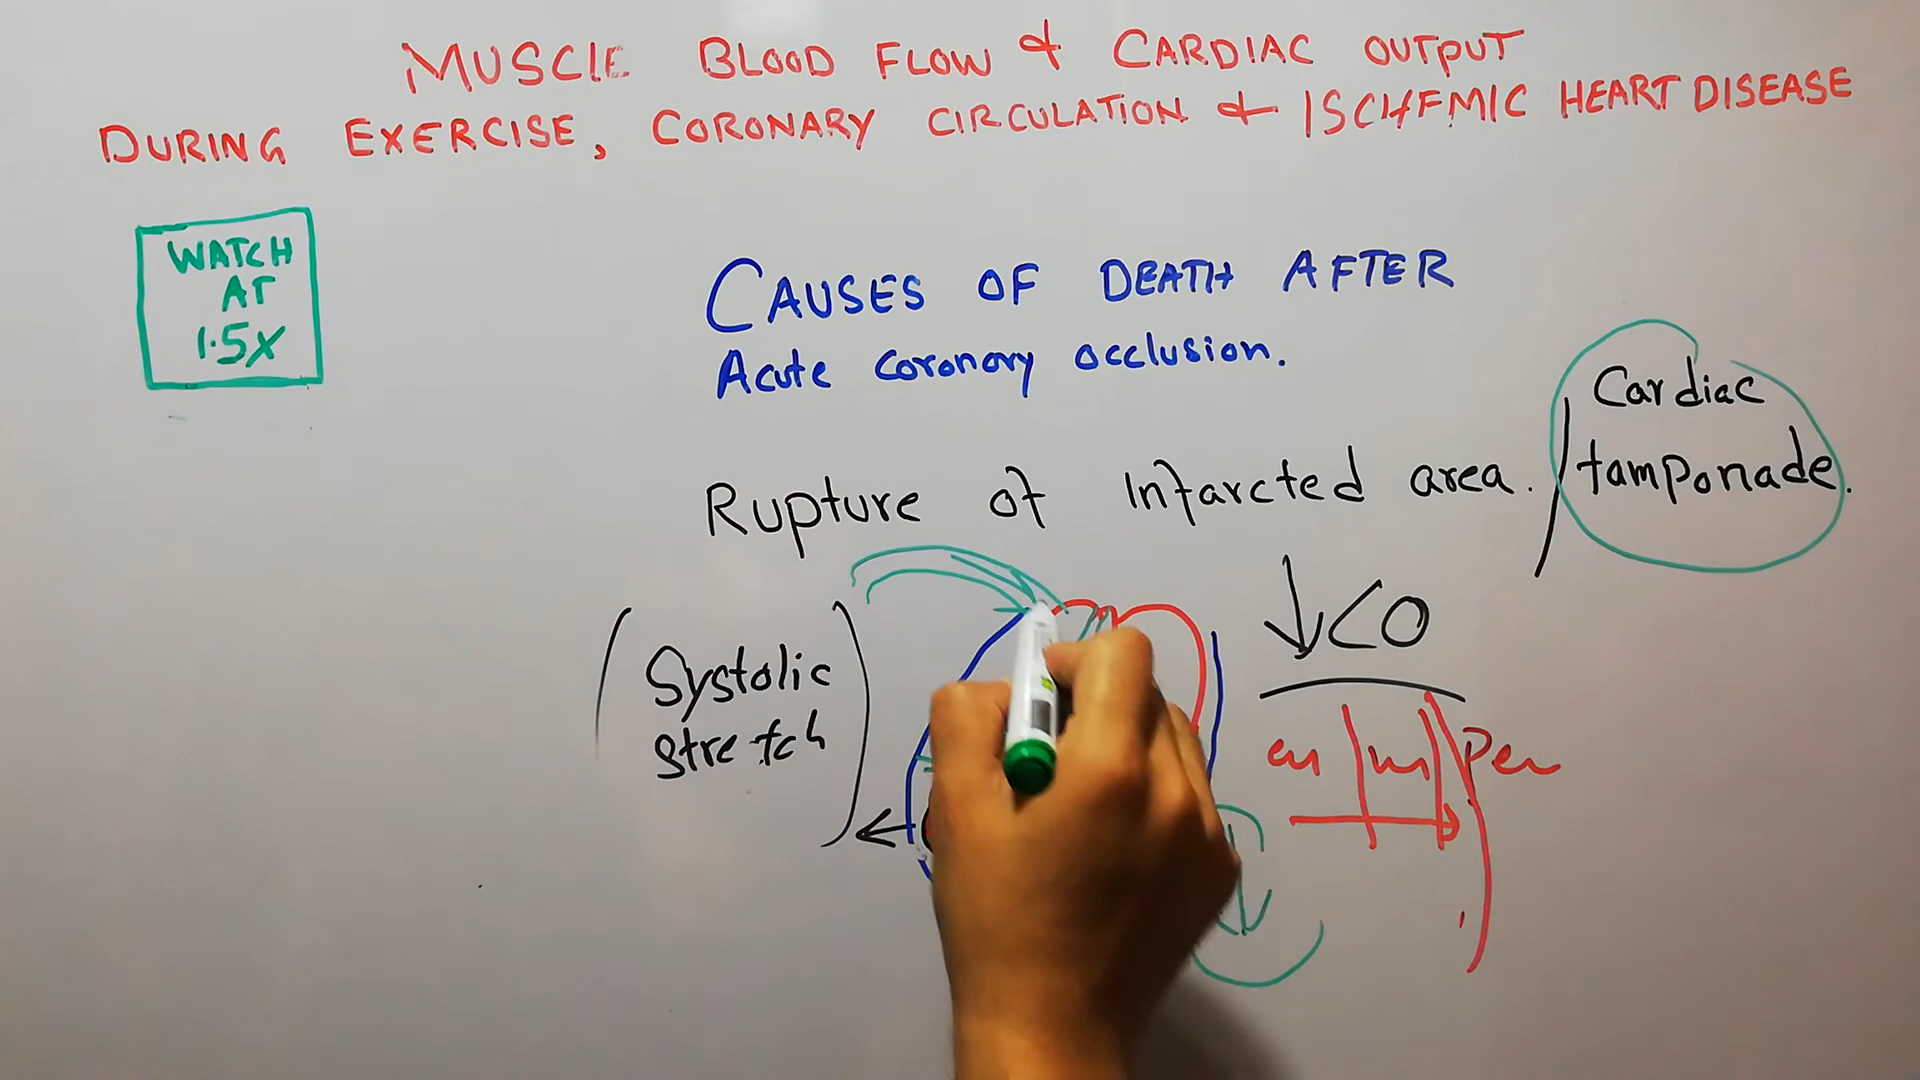 MUSCLE BLOOD FLOW & CARDIAC OUTPUT
DURING EXERCISE, CORONARY CIRCULATION & ISCHEMIC HEART DISEASE
WATCH
AT
1.5X
CAUSES OF DEATH AFTER
Acute coronary occlusion.
Rupture of Infarcted area.
Cardiac
tamponade.
Systolic
stretch
↓CO
Per